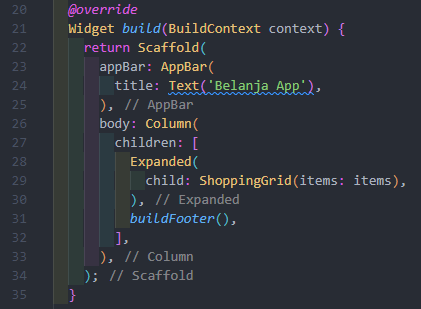 20 @override
21 Widget build(BuildContext context) {
22 return Scaffold(
23 appBar: AppBar(
24 title: Text('Belanja App'),
25 ), // AppBar
26 body: Column(
27 children: [
28 Expanded(
29 child: ShoppingGrid(items: items),
30 ), // Expanded
31 buildFooter(),
32 ],
33 ), // Column
34 ); // Scaffold
35 }